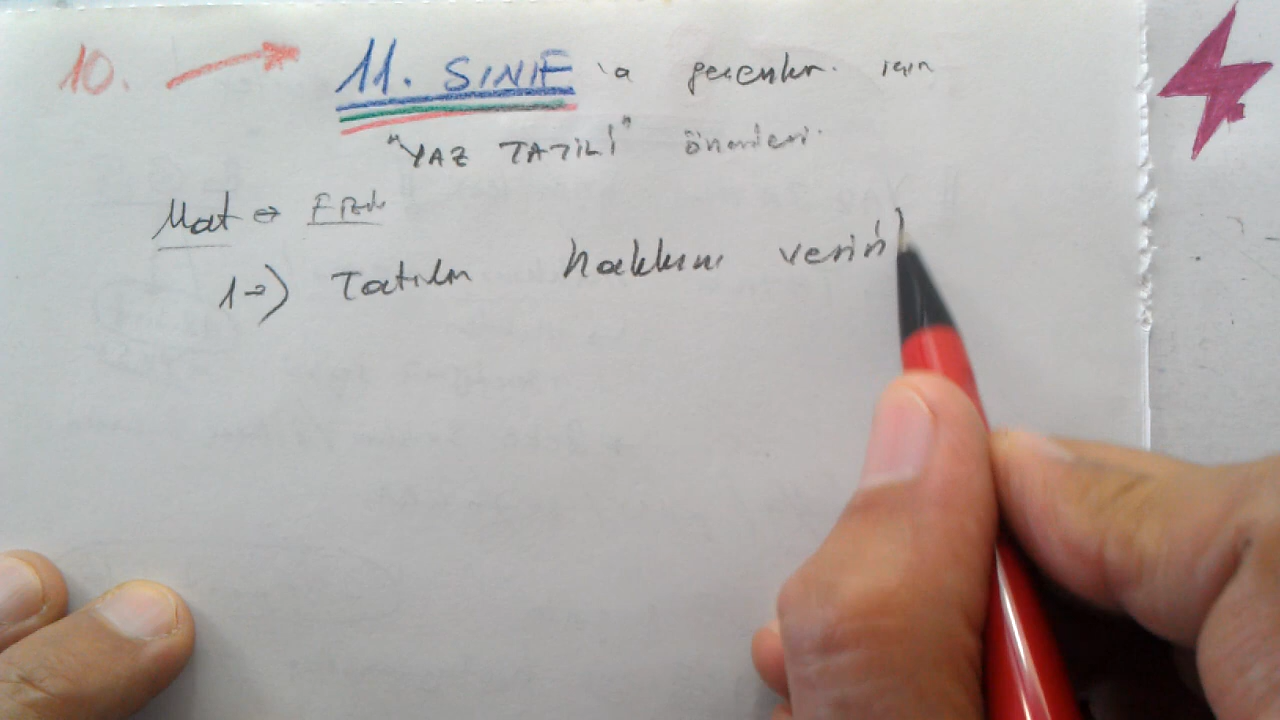 10. → 11. SINIF 'a geçenler için
"YAZ TATİLİ" önerileri.
Mat ⇒ Fizik
1⇒) Tatilin hakkını verin